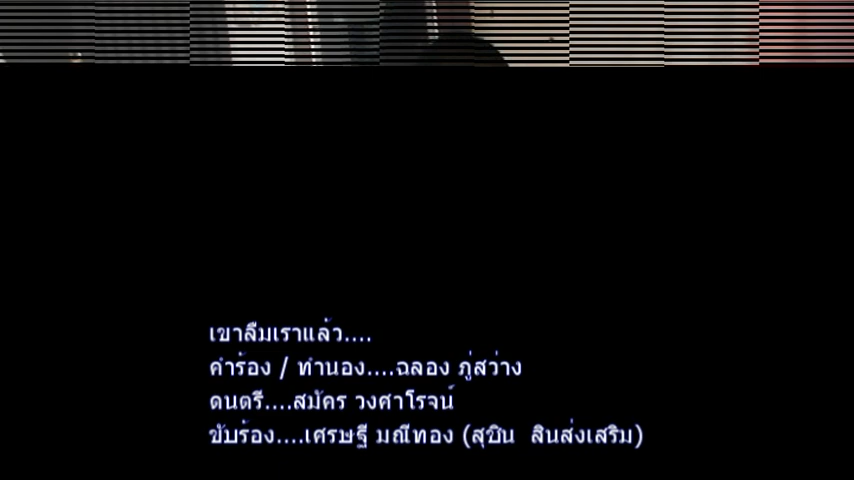 เขาลืมเราแล้ว....
คำร้อง / ทำนอง....ฉลอง ภู่สว่าง
ดนตรี....สมัคร วงศาโรจน์
ขับร้อง....เศรษฐี มณีทอง (สุบิน สินส่งเสริม)